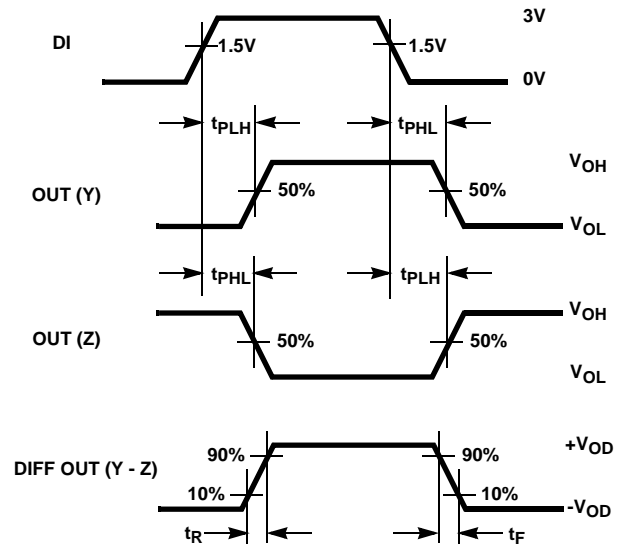 3V
DI
1.5V
1.5V
0V
tPLH
tPHL
VOH
OUT (Y)
50%
50%
VOL
tPHL
tPLH
VOH
OUT (Z)
50%
50%
VOL
+VOD
90%
90%
DIFF OUT (Y - Z)
10%
10%
-VOD
tR
tF